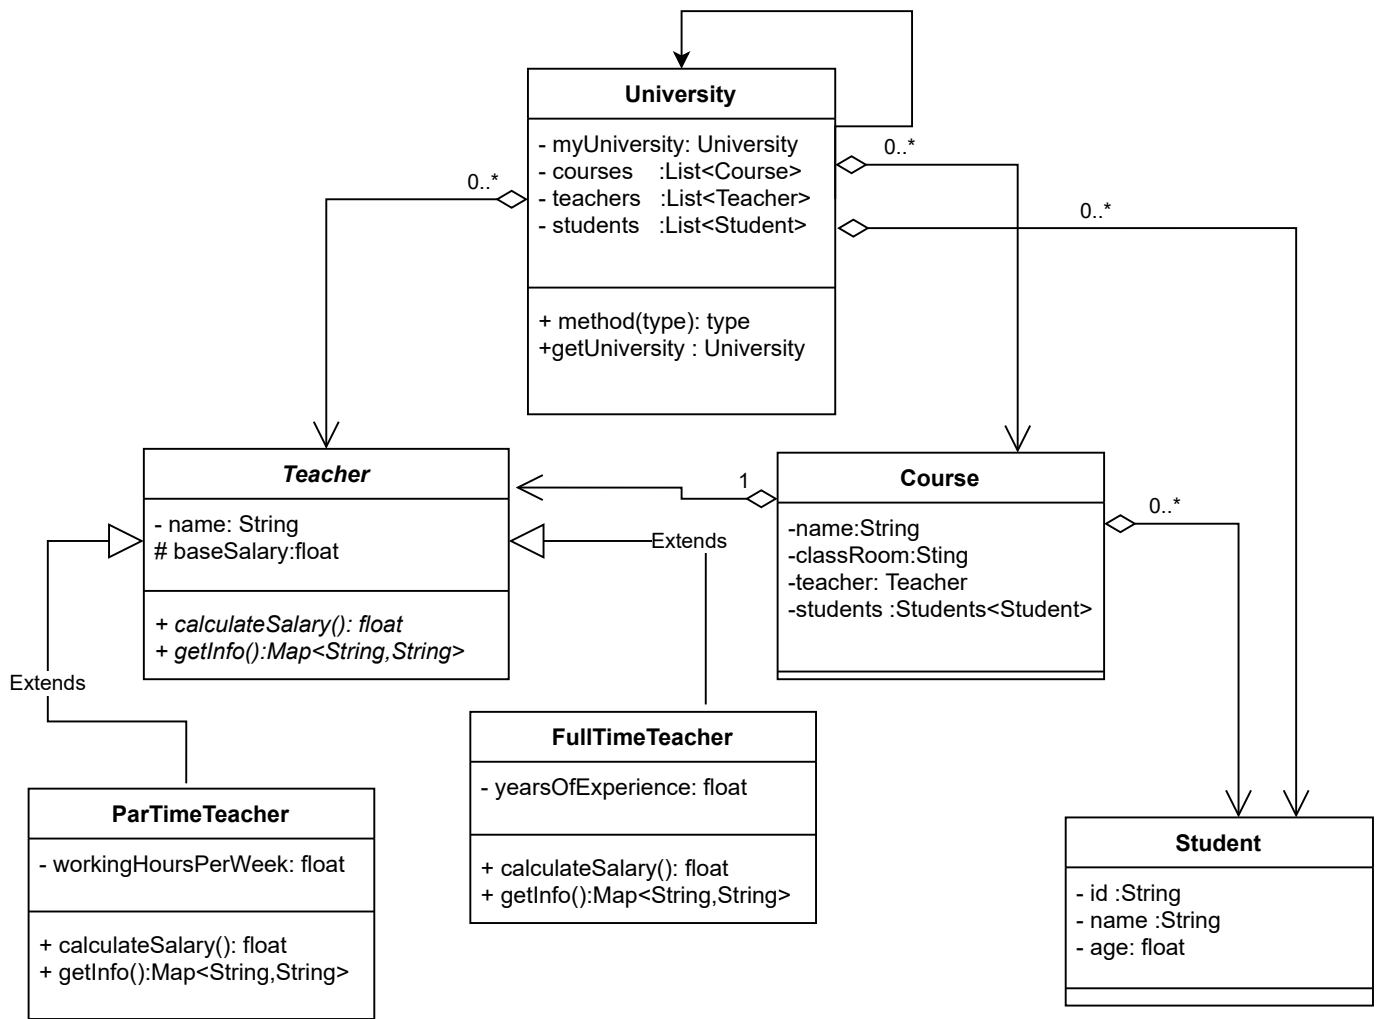 University
- myUniversity: University
- courses :List<Course>
- teachers :List<Teacher>
- students :List<Student>
+ method(type): type
+getUniversity : University
0..*
0..*
0..*
Teacher
- name: String
# baseSalary:float
+ calculateSalary(): float
+ getInfo():Map<String,String>
1
Course
-name:String
-classRoom:Sting
-teacher: Teacher
-students :Students<Student>
0..*
Extends
Extends
FullTimeTeacher
- yearsOfExperience: float
+ calculateSalary(): float
+ getInfo():Map<String,String>
ParTimeTeacher
- workingHoursPerWeek: float
+ calculateSalary(): float
+ getInfo():Map<String,String>
Student
- id :String
- name :String
- age: float